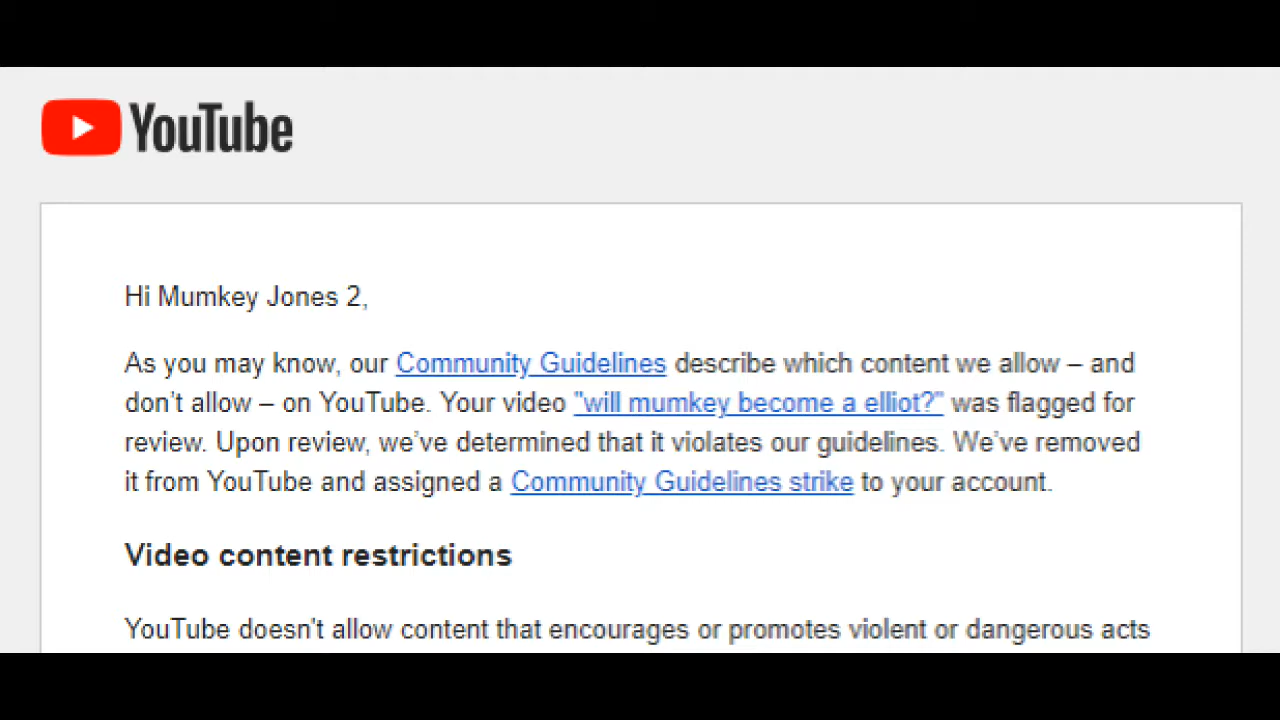 YouTube
Hi Mumkey Jones 2,
As you may know, our Community Guidelines describe which content we allow – and
don't allow – on YouTube. Your video "will mumkey become a elliot?" was flagged for
review. Upon review, we've determined that it violates our guidelines. We've removed
it from YouTube and assigned a Community Guidelines strike to your account.
Video content restrictions
YouTube doesn't allow content that encourages or promotes violent or dangerous acts